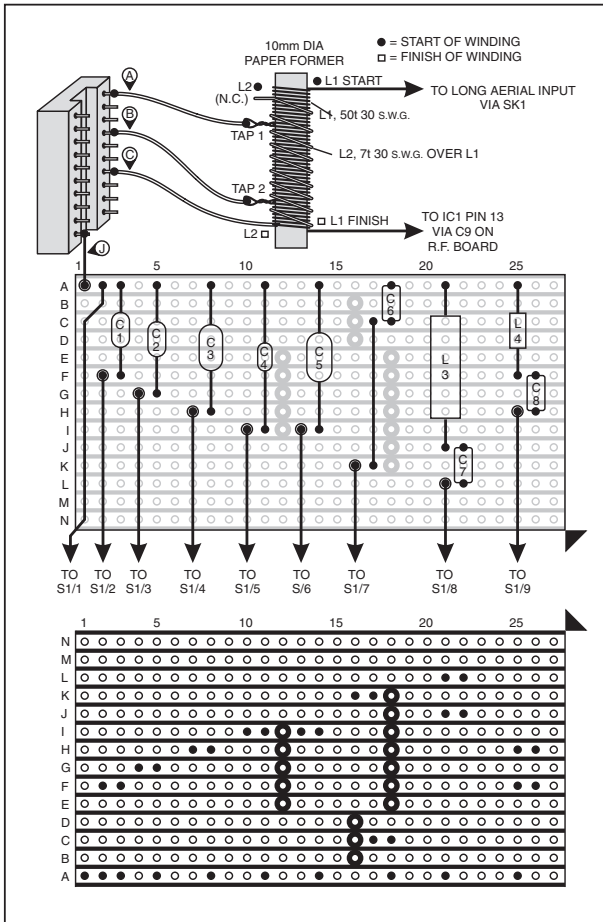 ● = START OF WINDING
□ = FINISH OF WINDING
10mm DIA
PAPER FORMER
A
B
C
J
L2 ●
(N.C.)
● L1 START
TO LONG AERIAL INPUT
VIA SK1
L1, 50t 30 S.W.G.
TAP 1
L2, 7t 30 S.W.G. OVER L1
TAP 2
□ L1 FINISH
L2 □
TO IC1 PIN 13
VIA C9 ON
R.F. BOARD
1 5 10 15 20 25
A
B
C
D
E
F
G
H
I
J
K
L
M
N
C1
C2
C3
C4
C5
C6
L3
C7
L4
C8
TO S1/1
TO S1/2
TO S1/3
TO S1/4
TO S1/5
TO S/6
TO S1/7
TO S1/8
TO S1/9
1 5 10 15 20 25
N
M
L
K
J
I
H
G
F
E
D
C
B
A